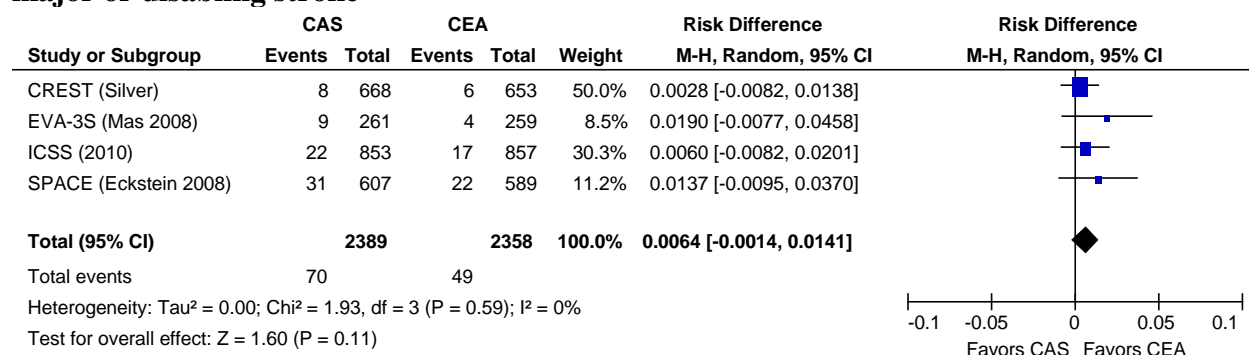 major or disabling stroke
CAS CEA Risk Difference Risk Difference
Study or Subgroup Events Total Events Total Weight M-H, Random, 95% CI M-H, Random, 95% CI
CREST (Silver) 8 668 6 653 50.0% 0.0028 [-0.0082, 0.0138]
EVA-3S (Mas 2008) 9 261 4 259 8.5% 0.0190 [-0.0077, 0.0458]
ICSS (2010) 22 853 17 857 30.3% 0.0060 [-0.0082, 0.0201]
SPACE (Eckstein 2008) 31 607 22 589 11.2% 0.0137 [-0.0095, 0.0370]
Total (95% CI) 2389 2358 100.0% 0.0064 [-0.0014, 0.0141]
Total events 70 49
Heterogeneity: Tau² = 0.00; Chi² = 1.93, df = 3 (P = 0.59); I² = 0%
Test for overall effect: Z = 1.60 (P = 0.11)
-0.1 -0.05 0 0.05 0.1
Favors CAS Favors CEA